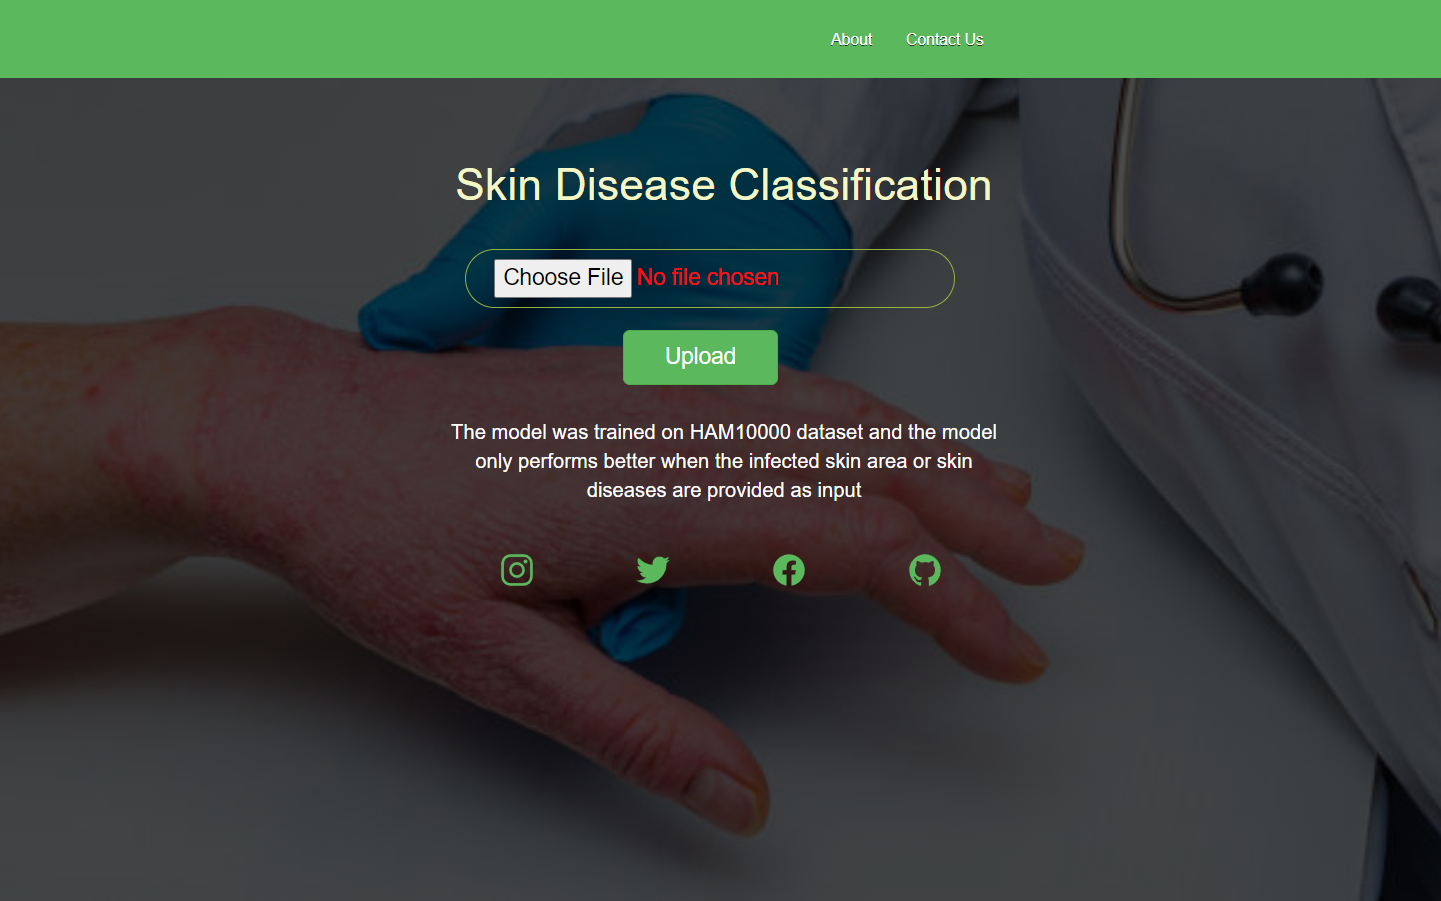 About Contact Us
Skin Disease Classification
Choose File No file chosen
Upload
The model was trained on HAM10000 dataset and the model
only performs better when the infected skin area or skin
diseases are provided as input